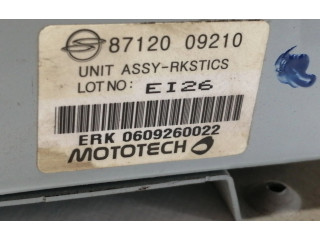 87120 09210
UNIT ASSY-RKSTICS
LOT NO: EI26
ERK 0609260022
MOTOTECH